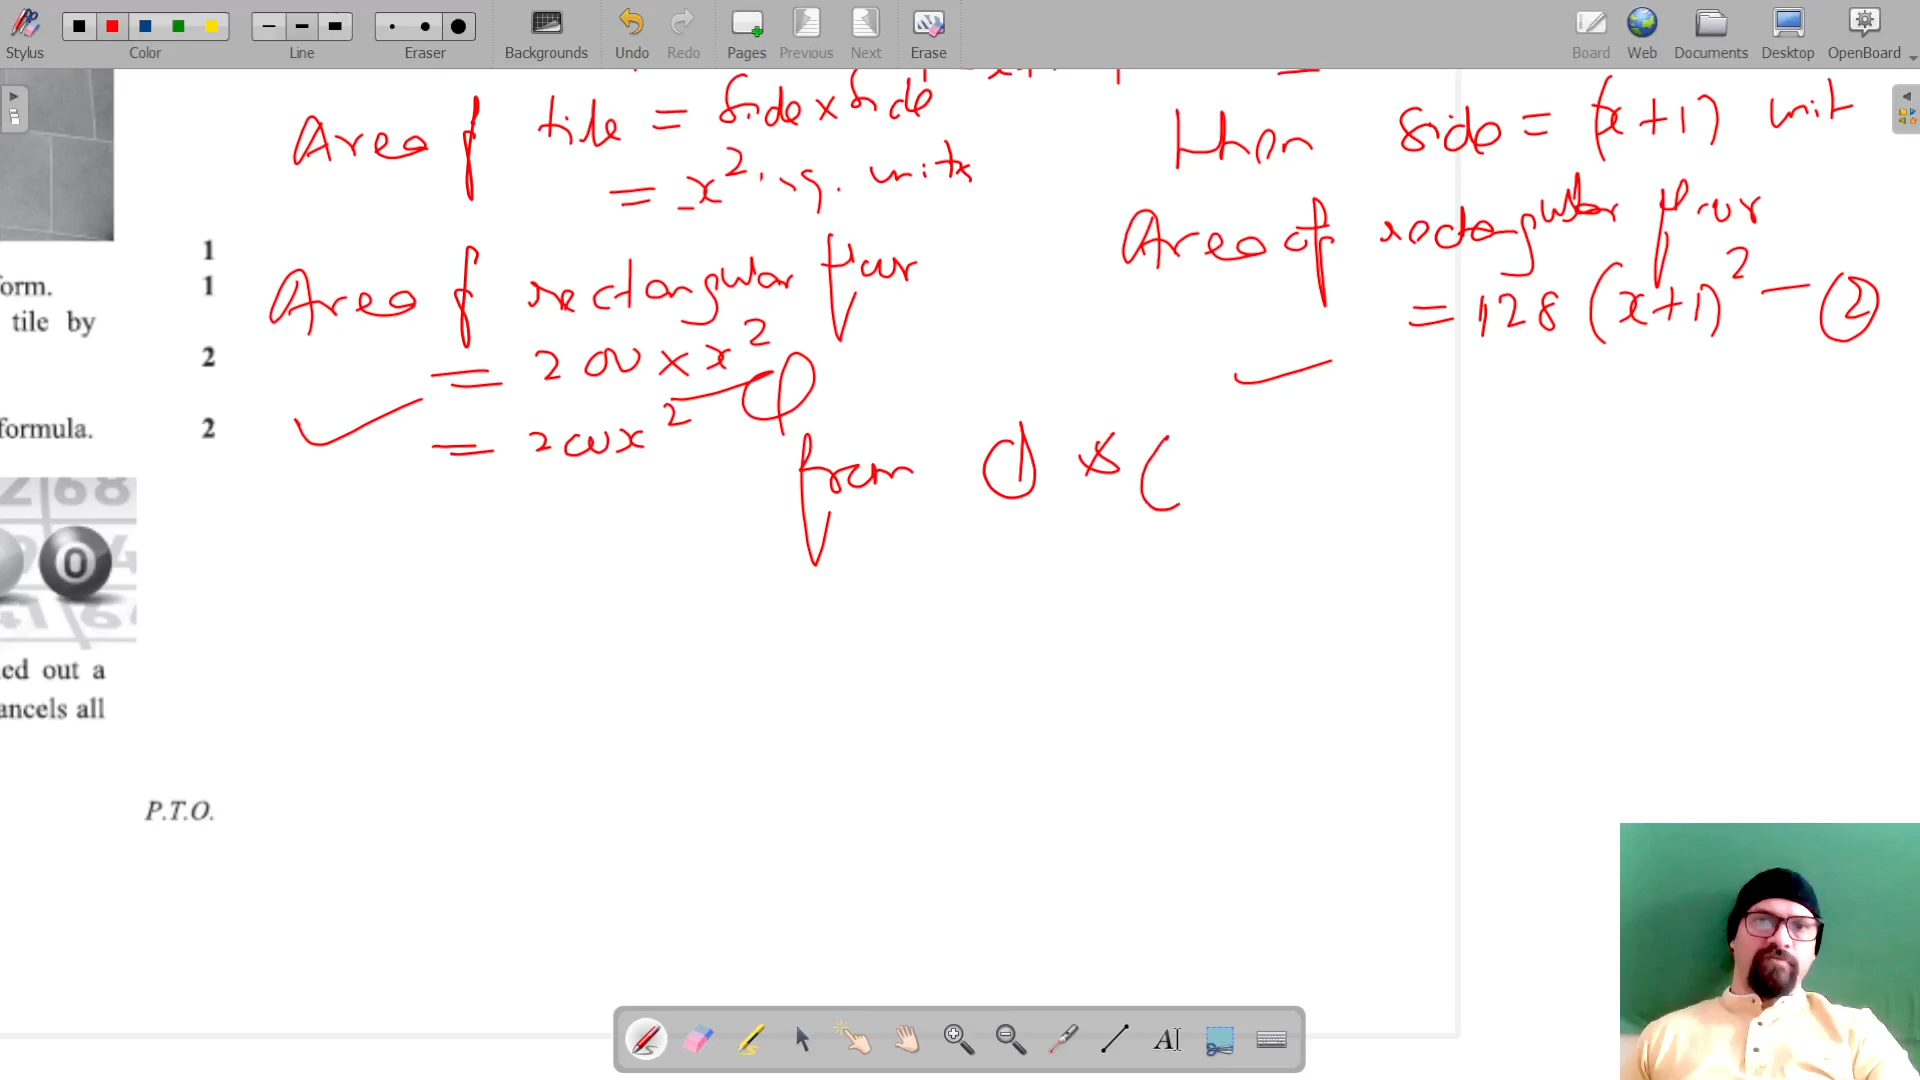 Stylus
Color
Line
Eraser
Backgrounds
Undo
Redo
Pages
Previous
Next
Erase
Board
Web
Documents
Desktop
OpenBoard
Area of tile = Side x Side
= x² sq. units
then side = (x+1) unit
Area of rectangular floor
= 128 (x+1)² — ②
Area of rectangular floor
= 200 x x²
= 200x² — ①
from ① & (
1
orm. 1
tile by
2
formula. 2
268
0
ed out a
ancels all
P.T.O.